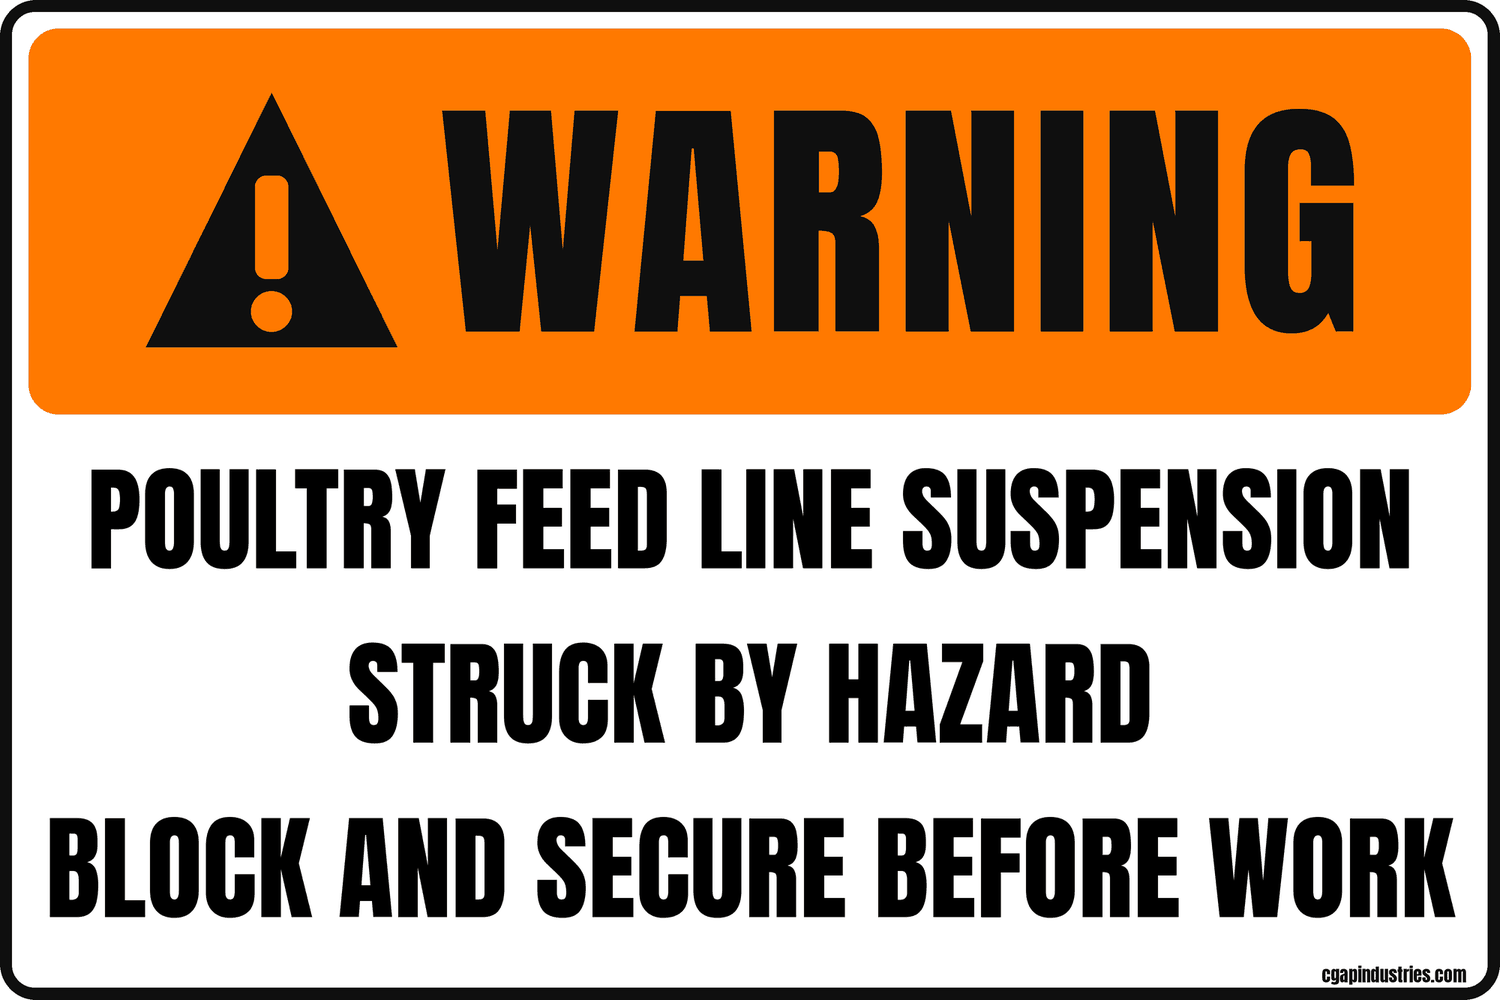 WARNING
POULTRY FEED LINE SUSPENSION
STRUCK BY HAZARD
BLOCK AND SECURE BEFORE WORK
cgapindustries.com